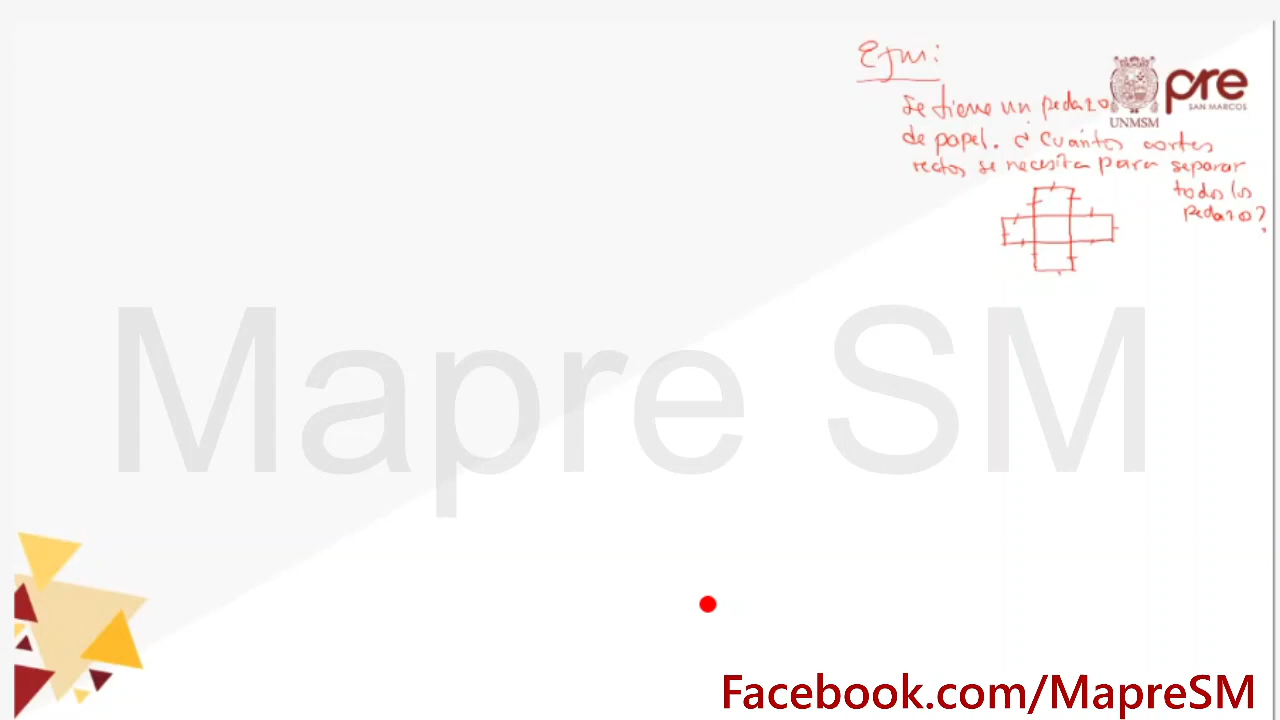 Ejm:
Se tiene un pedazo
de papel. ¿Cuántos cortes
rectos se necesita para separar
todos los
pedazo?
UNMSM
pre
SAN MARCOS
Mapre SM
Facebook.com/MapreSM